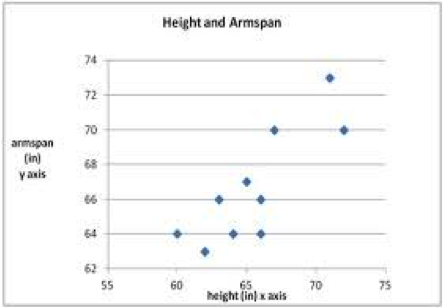 Height and Armspan
74
72
70
68
66
64
62
armspan
(in)
y axis
55
60
65
70
75
height (in) x axis